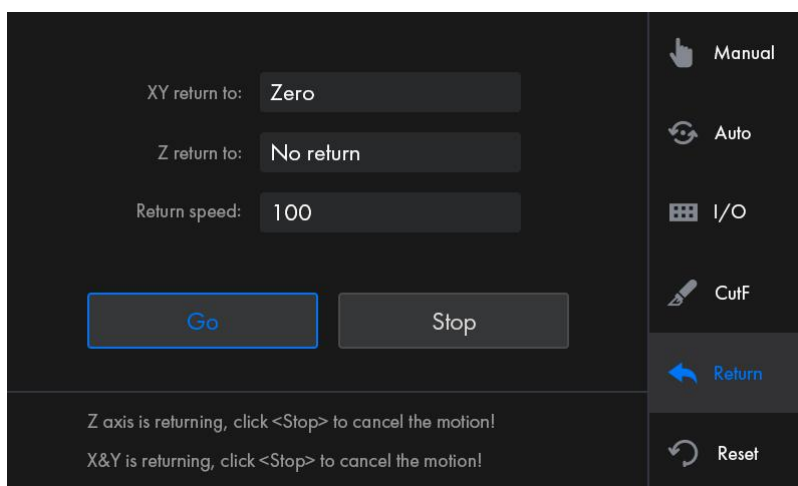 XY return to: Zero
Z return to: No return
Return speed: 100
Go Stop
Z axis is returning, click <Stop> to cancel the motion!
X&Y is returning, click <Stop> to cancel the motion!
Manual
Auto
I/O
CutF
Return
Reset